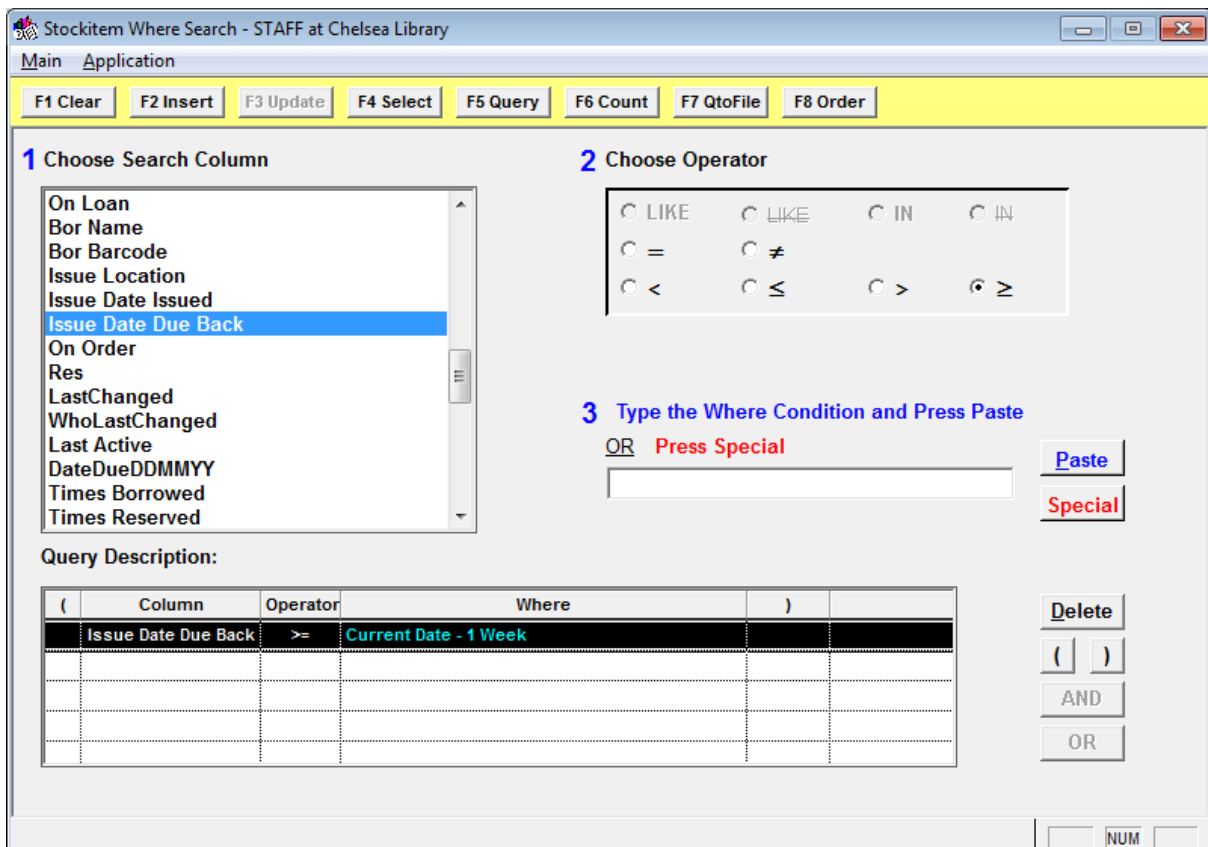 Stockitem Where Search - STAFF at Chelsea Library
Main Application
F1 Clear F2 Insert F3 Update F4 Select F5 Query F6 Count F7 QtoFile F8 Order
1 Choose Search Column
On Loan
Bor Name
Bor Barcode
Issue Location
Issue Date Issued
Issue Date Due Back
On Order
Res
LastChanged
WhoLastChanged
Last Active
DateDueDDMMYY
Times Borrowed
Times Reserved
2 Choose Operator
LIKE LIKE IN IN
= ≠
< ≤ > ≥
3 Type the Where Condition and Press Paste
OR Press Special
Paste
Special
Query Description:
( Column Operator Where )
Issue Date Due Back >= Current Date - 1 Week
Delete
( )
AND
OR
NUM